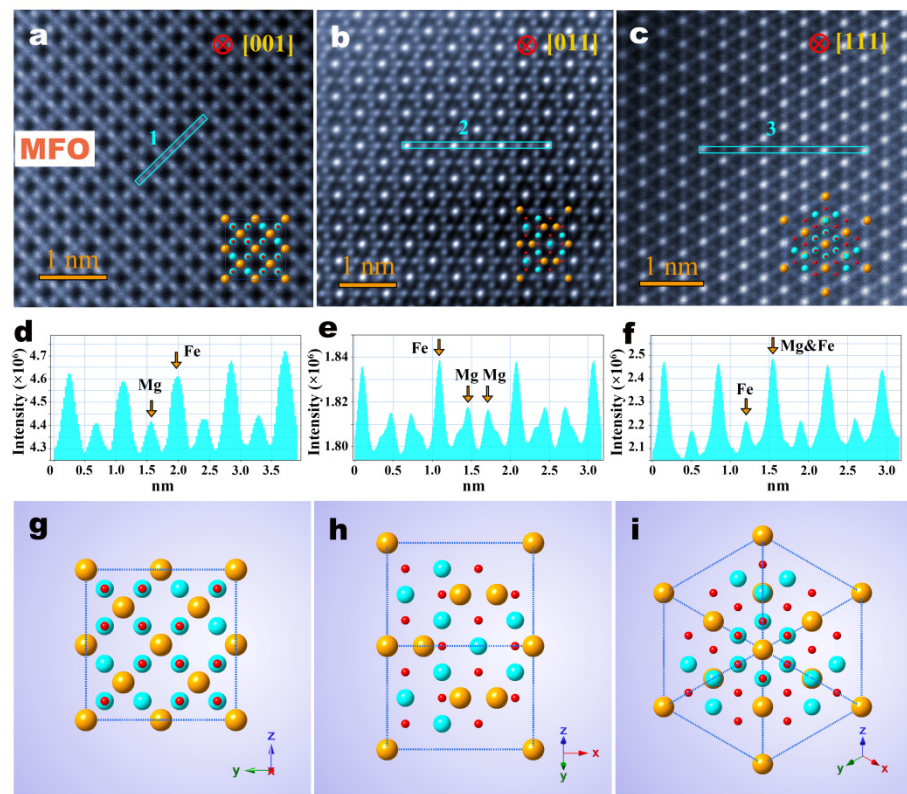 a
[001]
1
MFO
1 nm
b
[011]
2
1 nm
c
[111]
3
1 nm
d
Intensity (×10⁶)
4.7
4.6
4.5
4.4
4.3
Mg
Fe
0.0 0.5 1.0 1.5 2.0 2.5 3.0 3.5
nm
e
Intensity (×10⁶)
1.84
1.82
1.80
Fe
Mg Mg
0.0 0.5 1.0 1.5 2.0 2.5 3.0
nm
f
Intensity (×10⁶)
2.5
2.4
2.3
2.2
2.1
Mg&Fe
Fe
0.0 0.5 1.0 1.5 2.0 2.5 3.0
nm
g
z
y x
h
z
x
y
i
z
y x